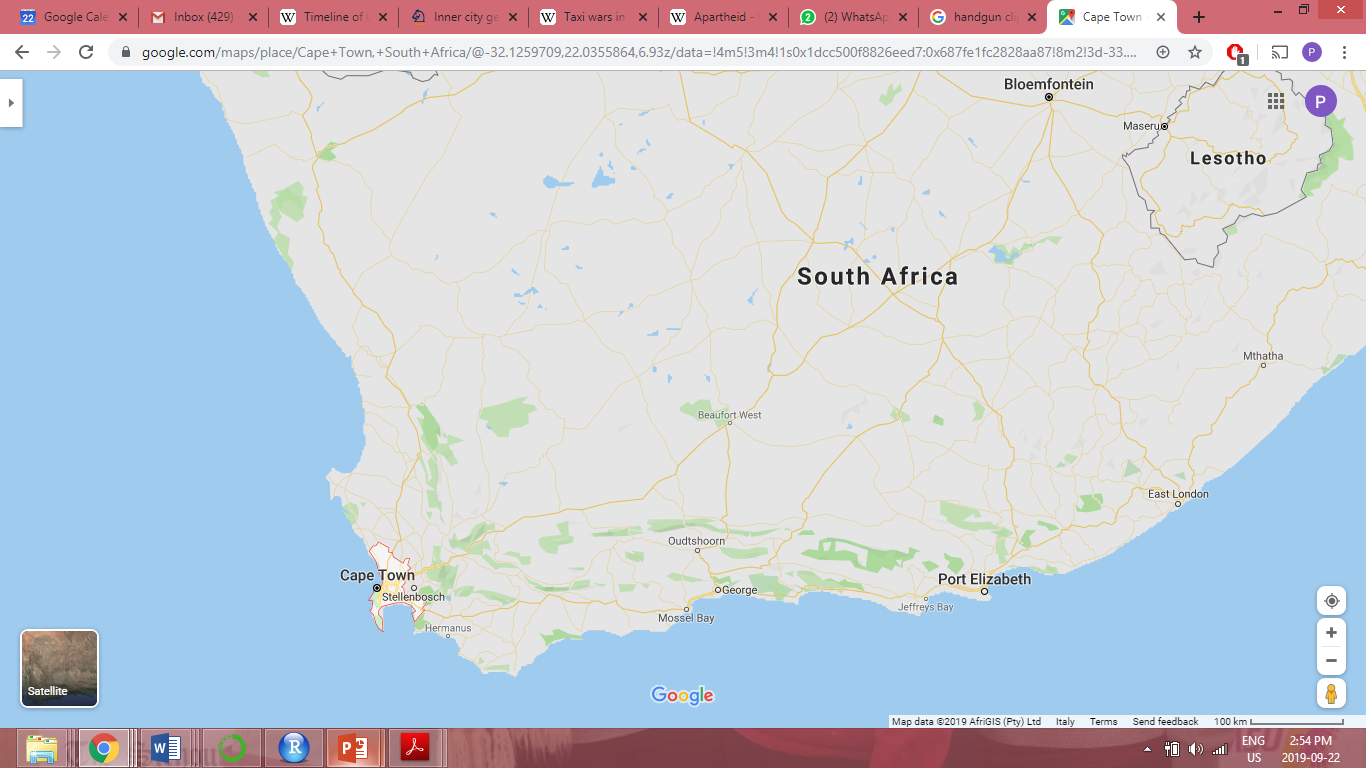 22 Google Cale
Inbox (429)
W Timeline of
Inner city ge
W Taxi wars in
W Apartheid -
2 (2) WhatsAp
G handgun cli
Cape Town
google.com/maps/place/Cape+Town,+South+Africa/@-32.1259709,22.0355864,6.93z/data=!4m5!3m4!1s0x1dcc500f8826eed7:0x687fe1fc2828aa87!8m2!3d-33....
1
P
Bloemfontein
P
Maseru
Lesotho
South Africa
Mthatha
Beaufort West
East London
Oudtshoorn
Cape Town
Port Elizabeth
George
Stellenbosch
Jeffreys Bay
Mossel Bay
Hermanus
Satellite
Google
Map data ©2019 AfriGIS (Pty) Ltd Italy Terms Send feedback 100 km
W
R
P
ENG
US
2:54 PM
2019-09-22